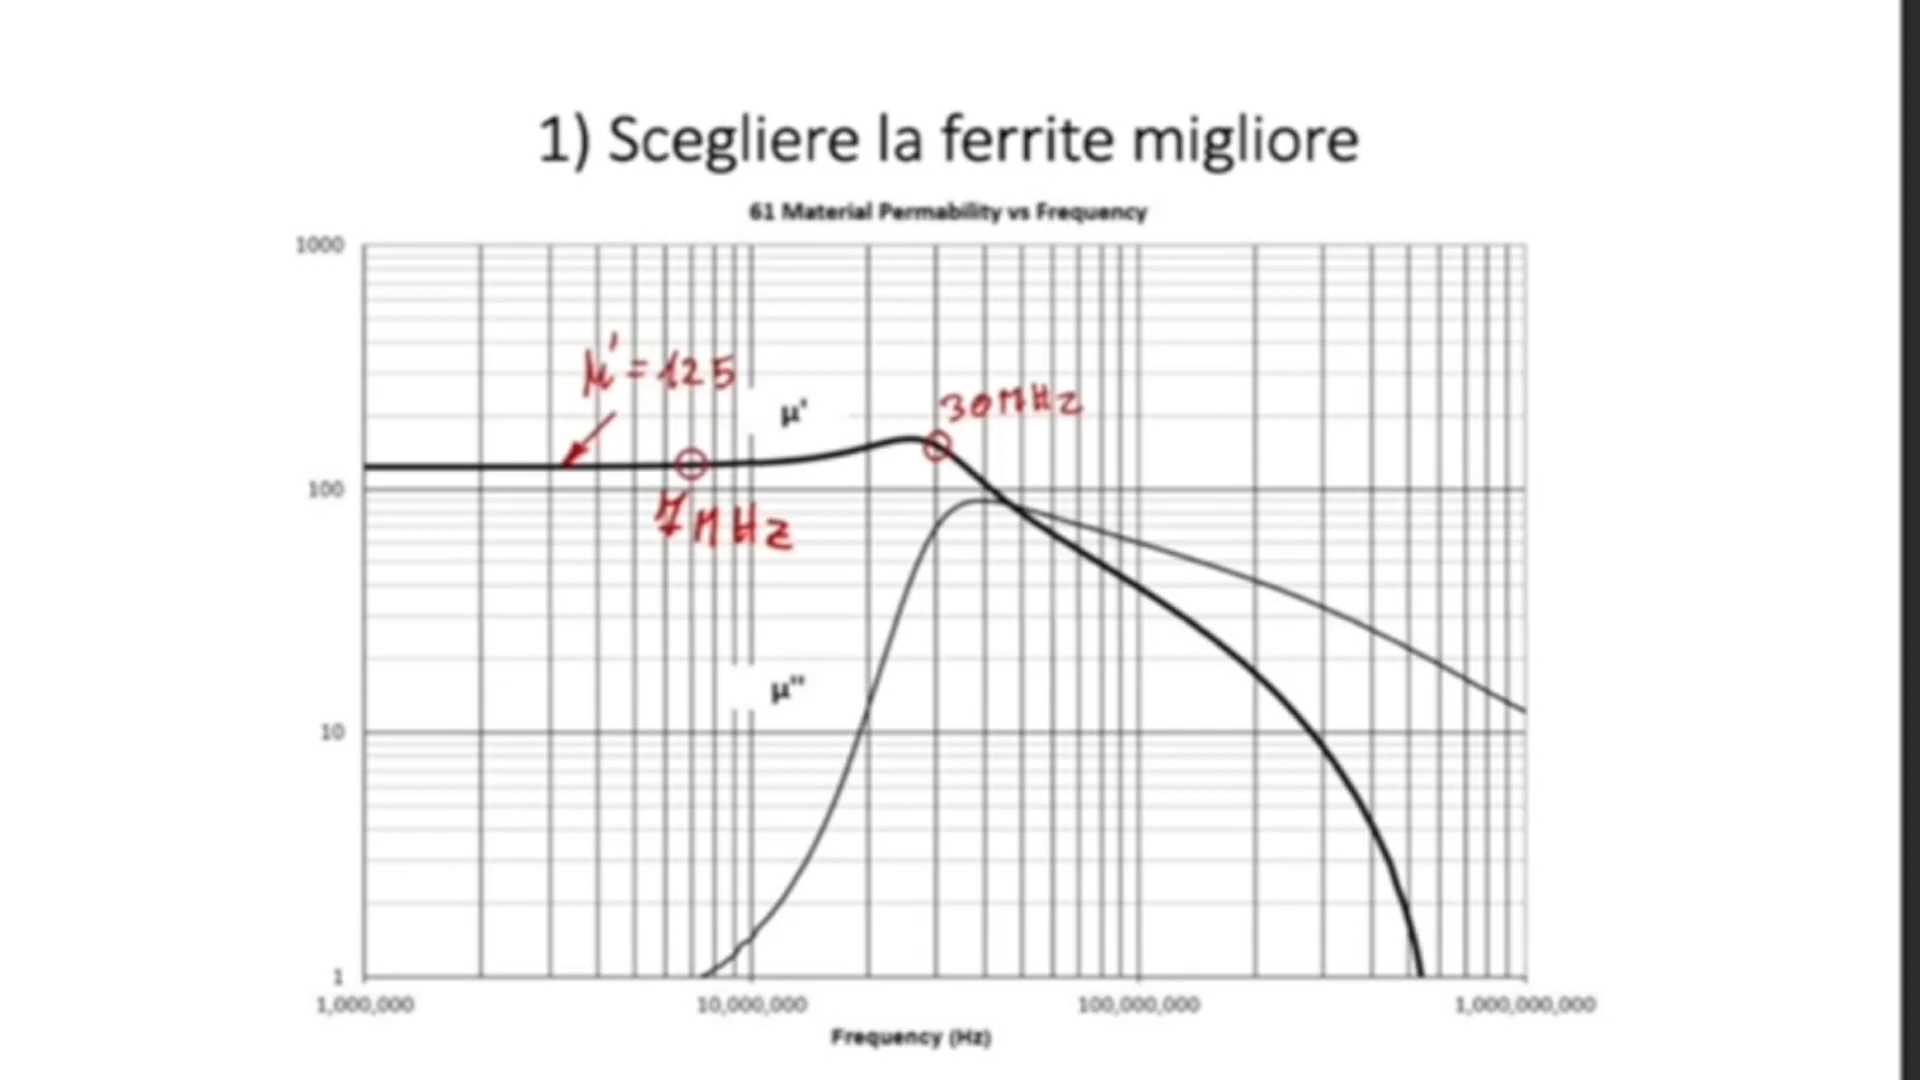 1) Scegliere la ferrite migliore
61 Material Permability vs Frequency
1000
μ' = 125
μ'
30MHz
100
7MHz
μ"
10
1
1,000,000
10,000,000
100,000,000
1,000,000,000
Frequency (Hz)